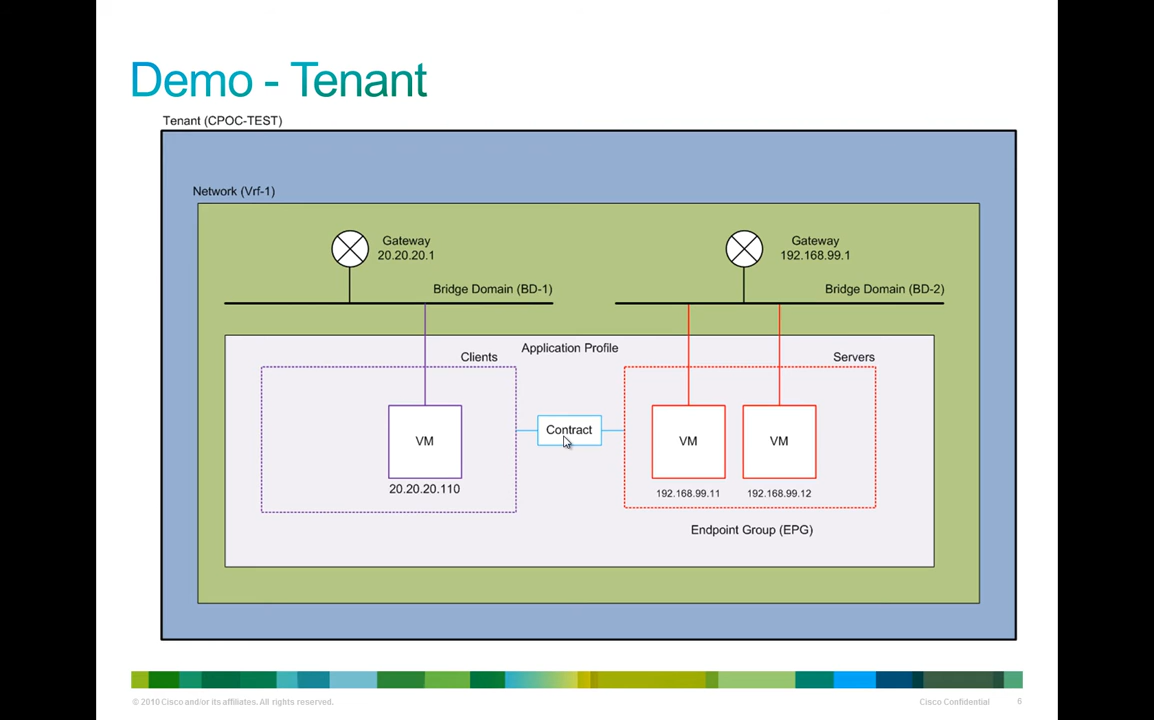 Demo - Tenant
Tenant (CPOC-TEST)
Network (Vrf-1)
Gateway
20.20.20.1
Gateway
192.168.99.1
Bridge Domain (BD-1)
Bridge Domain (BD-2)
Application Profile
Clients
Servers
VM
Contract
VM
VM
20.20.20.110
192.168.99.11
192.168.99.12
Endpoint Group (EPG)
© 2010 Cisco and/or its affiliates. All rights reserved.
Cisco Confidential
6